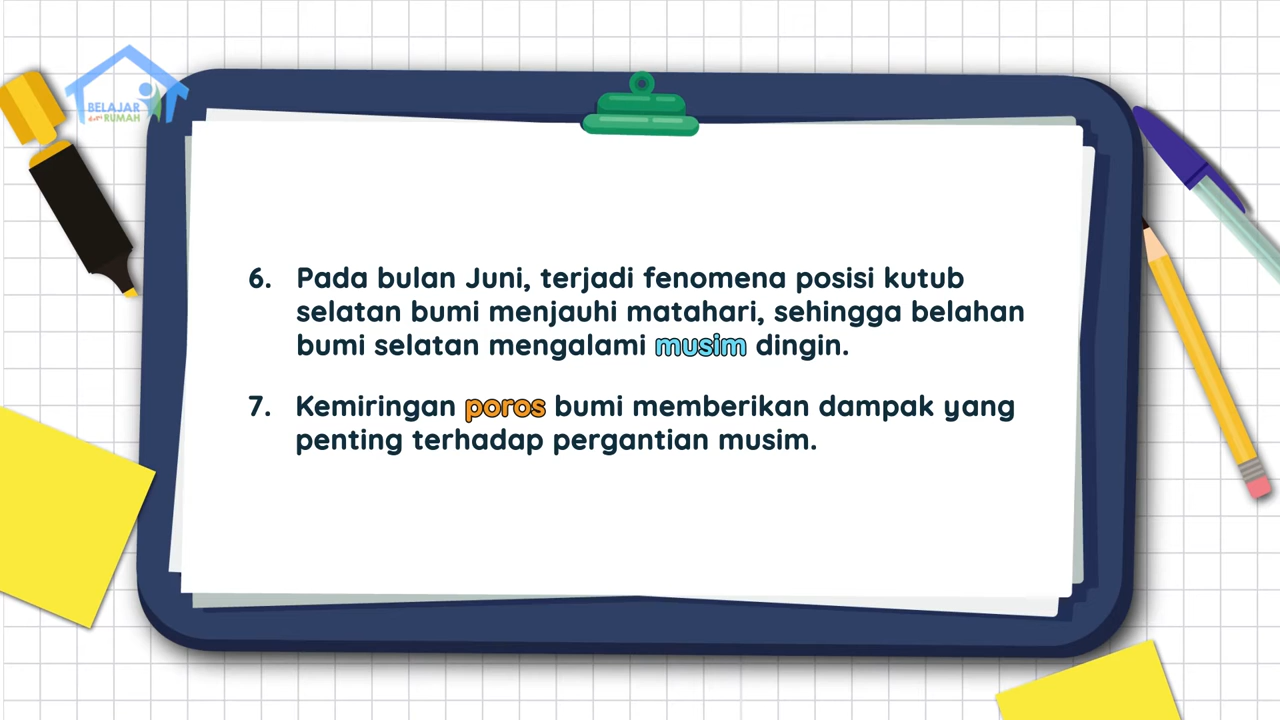 BELAJAR
dari RUMAH
6. Pada bulan Juni, terjadi fenomena posisi kutub
selatan bumi menjauhi matahari, sehingga belahan
bumi selatan mengalami musim dingin.
7. Kemiringan poros bumi memberikan dampak yang
penting terhadap pergantian musim.